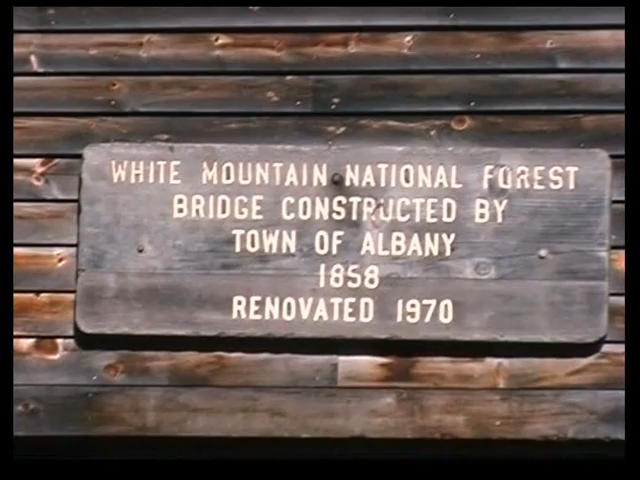 WHITE MOUNTAIN NATIONAL FOREST
BRIDGE CONSTRUCTED BY
TOWN OF ALBANY
1858
RENOVATED 1970